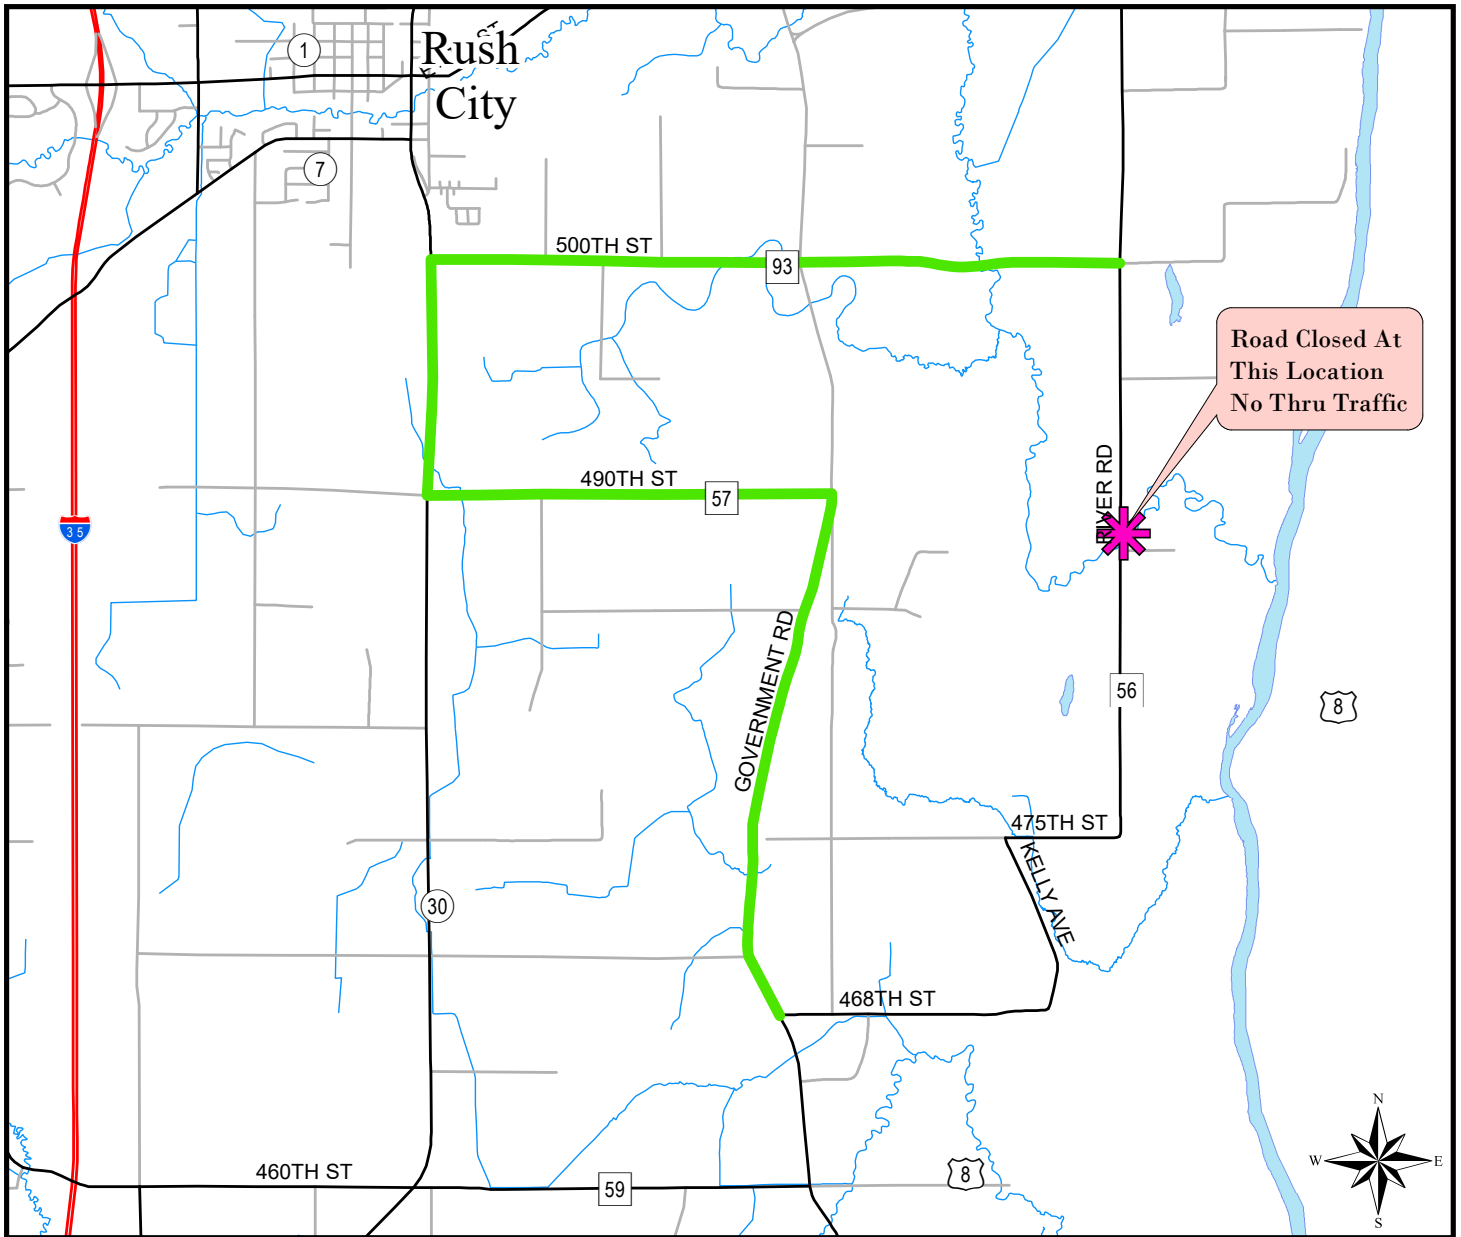 1
Rush
City
7
500TH ST
93
Road Closed At
This Location
No Thru Traffic
RIVER RD
490TH ST
57
35
GOVERNMENT RD
56
8
475TH ST
KELLY AVE
30
468TH ST
460TH ST
59
8
N
W
E
S